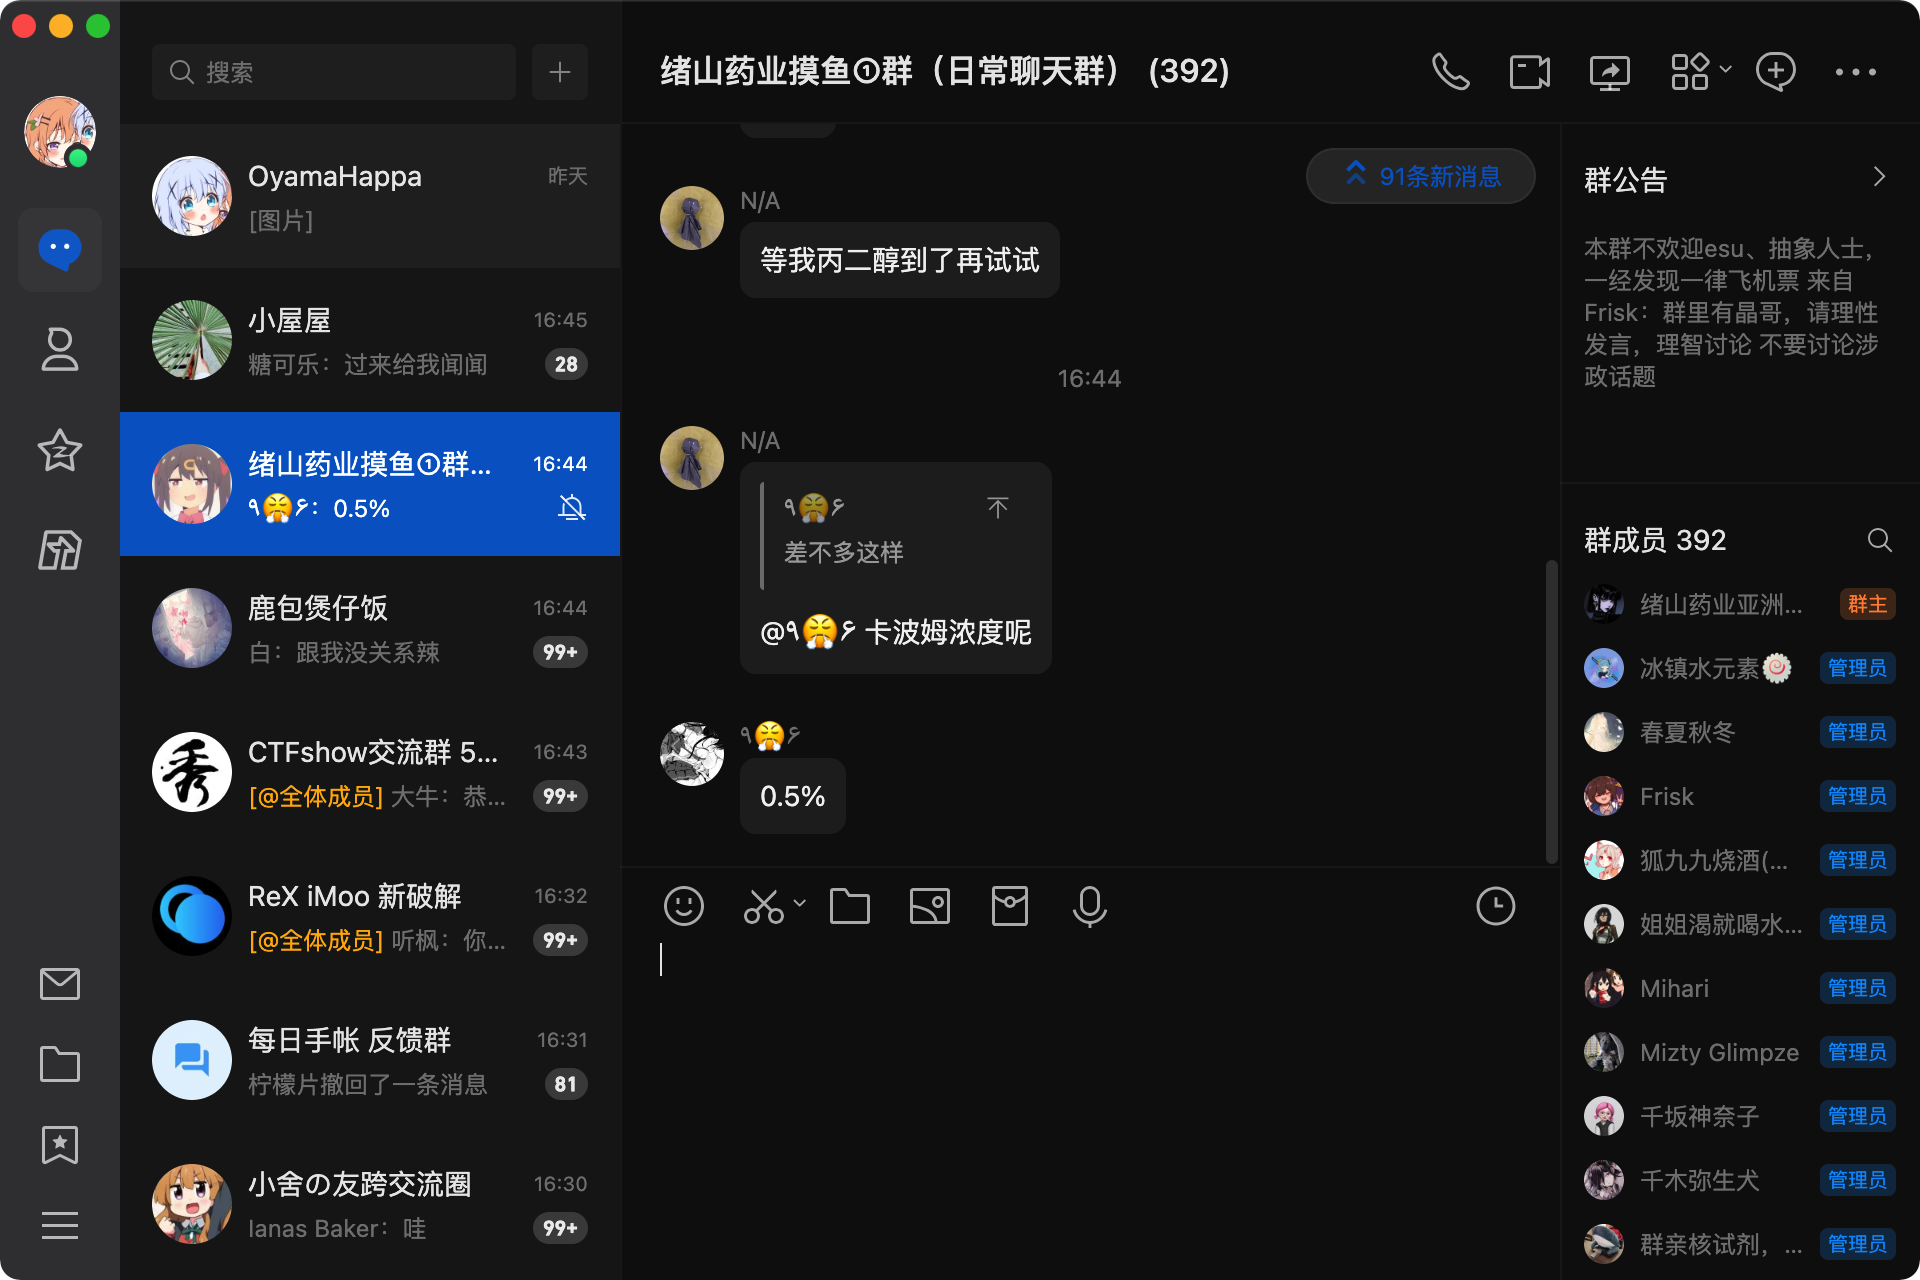 搜索
OyamaHappa
昨天
[图片]
小屋屋
16:45
糖可乐：过来给我闻闻
28
绪山药业摸鱼①群...
16:44
٩😤۶：0.5%
鹿包煲仔饭
16:44
白：跟我没关系辣
99+
CTFshow交流群 5...
16:43
[@全体成员] 大牛：恭...
99+
ReX iMoo 新破解
16:32
[@全体成员] 听枫：你...
99+
每日手帐 反馈群
16:31
柠檬片撤回了一条消息
81
小舍の友跨交流圈
16:30
Ianas Baker：哇
99+
绪山药业摸鱼①群（日常聊天群） (392)
91条新消息
N/A
等我丙二醇到了再试试
16:44
N/A
٩😤۶
差不多这样
@٩😤۶ 卡波姆浓度呢
٩😤۶
0.5%
群公告
本群不欢迎esu、抽象人士，
一经发现一律飞机票 来自
Frisk：群里有晶哥，请理性
发言，理智讨论 不要讨论涉
政话题
群成员 392
绪山药业亚洲...
群主
冰镇水元素🍥
管理员
春夏秋冬
管理员
Frisk
管理员
狐九九烧酒(...
管理员
姐姐渴就喝水...
管理员
Mihari
管理员
Mizty Glimpze
管理员
千坂神奈子
管理员
千木弥生犬
管理员
群亲核试剂，...
管理员
秀